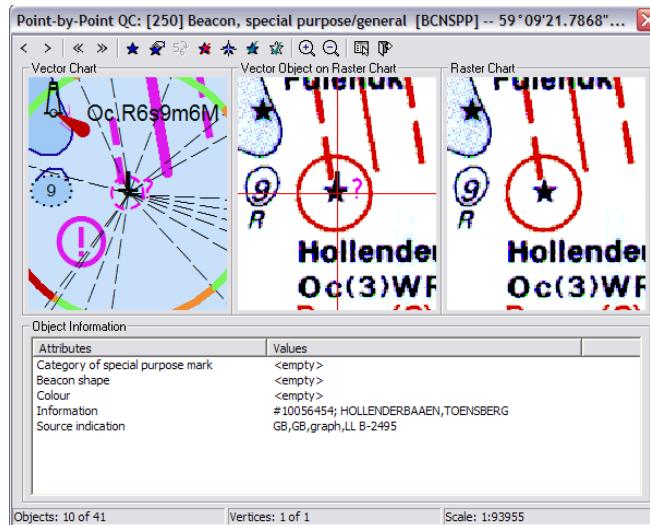 Point-by-Point QC: [250] Beacon, special purpose/general [BCNSPP] -- 59°09'21.7868"...
Vector Chart
Vector Object on Raster Chart
Raster Chart
Oc.R6s9m6M
?
9
!
?
9
R
Hollende
Oc(3)WR
9
R
Hollende
Oc(3)WF
Object Information
Attributes Values
Category of special purpose mark <empty>
Beacon shape <empty>
Colour <empty>
Information #10056454; HOLLENDERBAAEN,TOENSBERG
Source indication GB,GB,graph,LL B-2495
Objects: 10 of 41 Vertices: 1 of 1 Scale: 1:93955